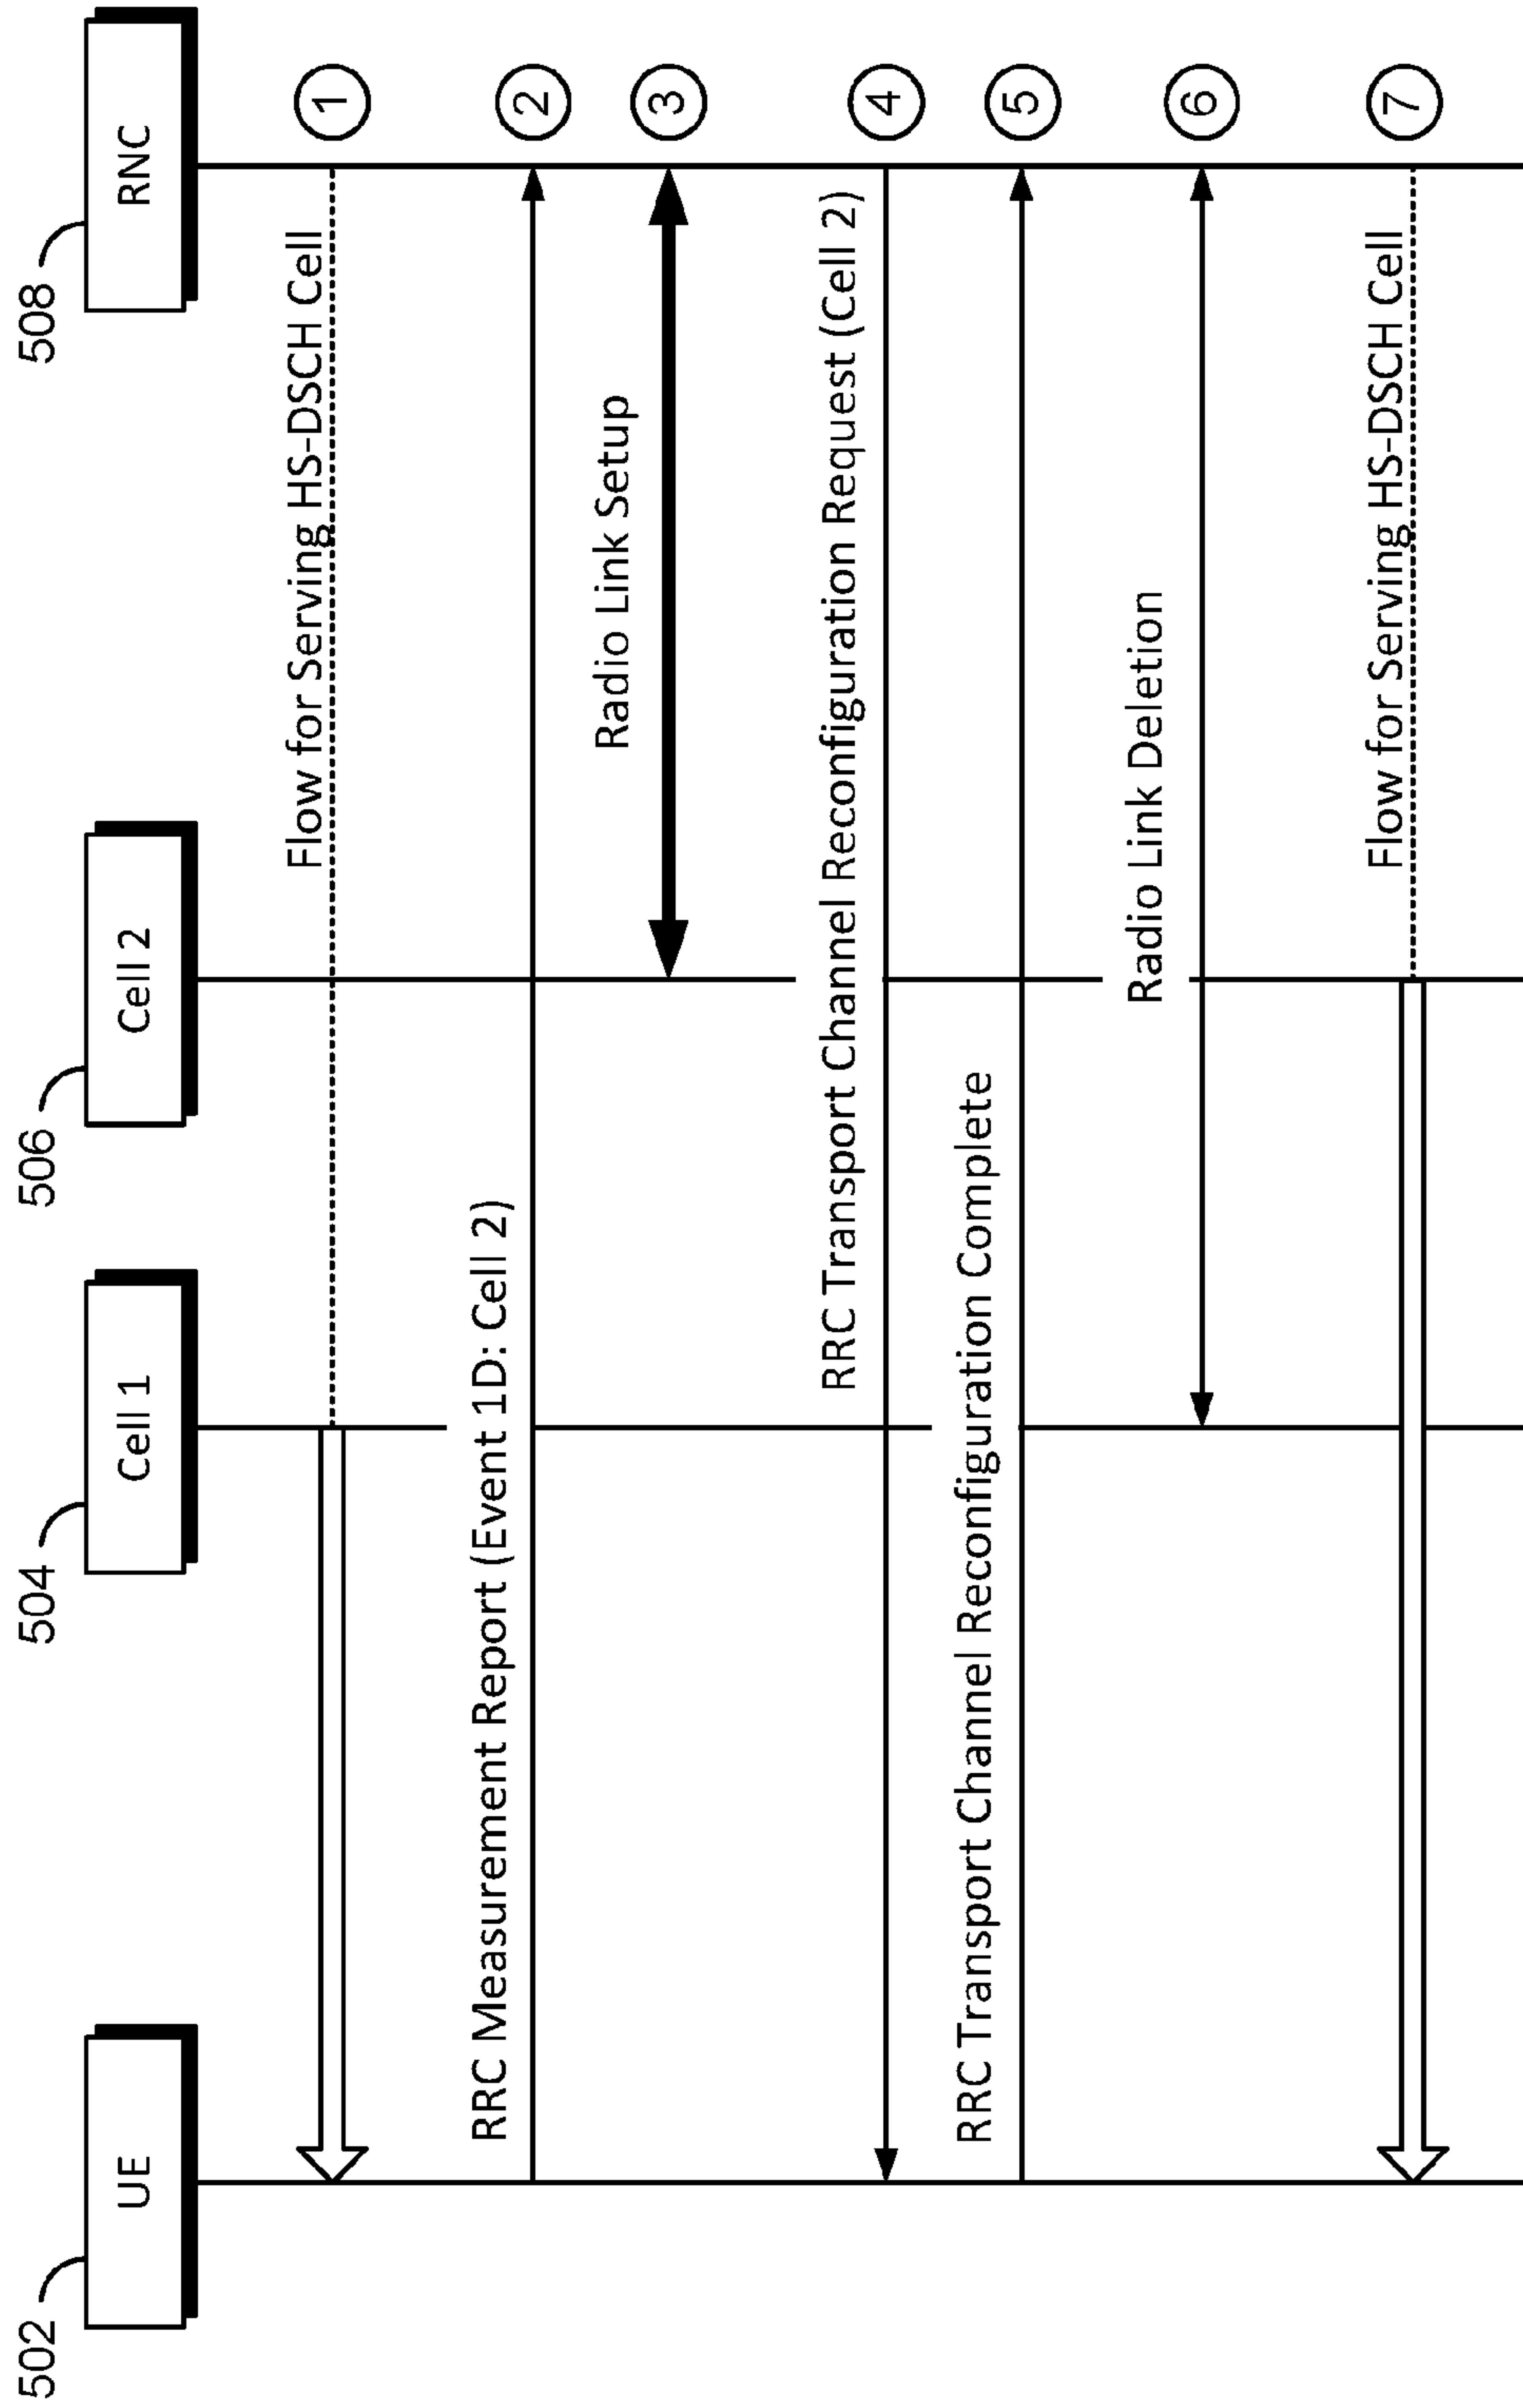 502
UE
504
Cell 1
506
Cell 2
508
RNC
Flow for Serving HS-DSCH Cell
1
RRC Measurement Report (Event 1D: Cell 2)
2
Radio Link Setup
3
RRC Transport Channel Reconfiguration Request (Cell 2)
4
RRC Transport Channel Reconfiguration Complete
5
Radio Link Deletion
6
Flow for Serving HS-DSCH Cell
7